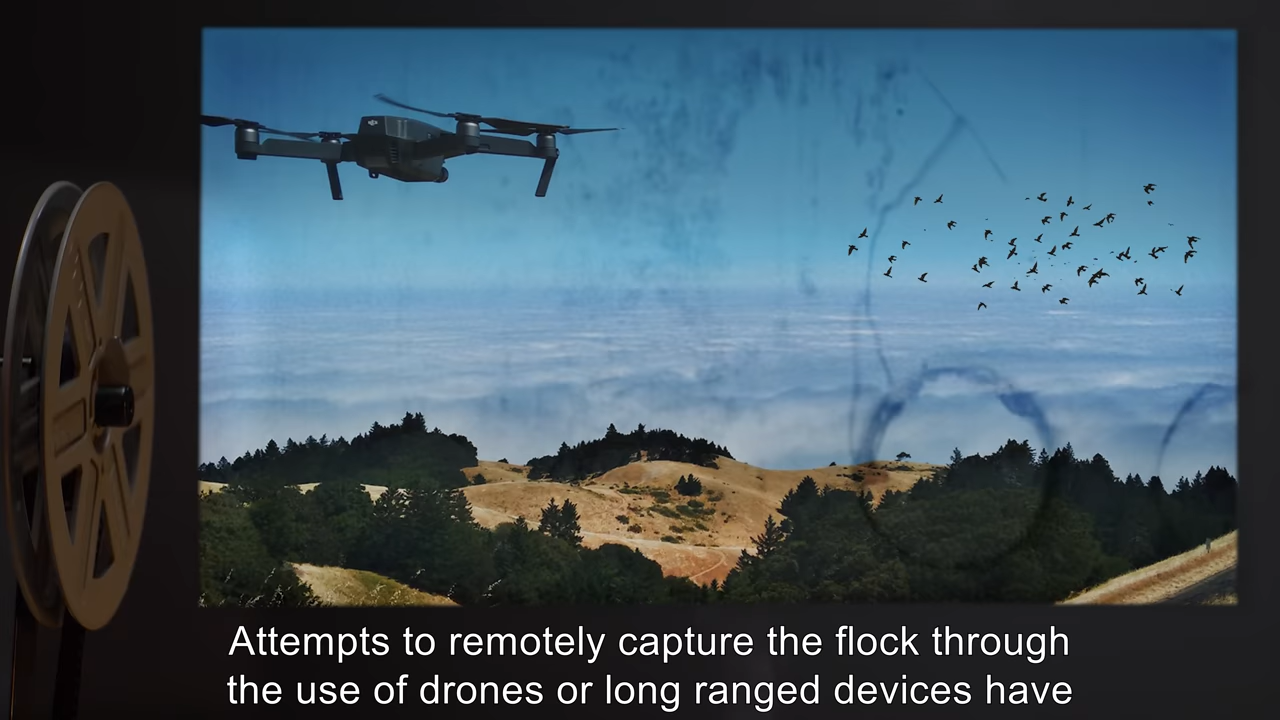 Attempts to remotely capture the flock through
the use of drones or long ranged devices have